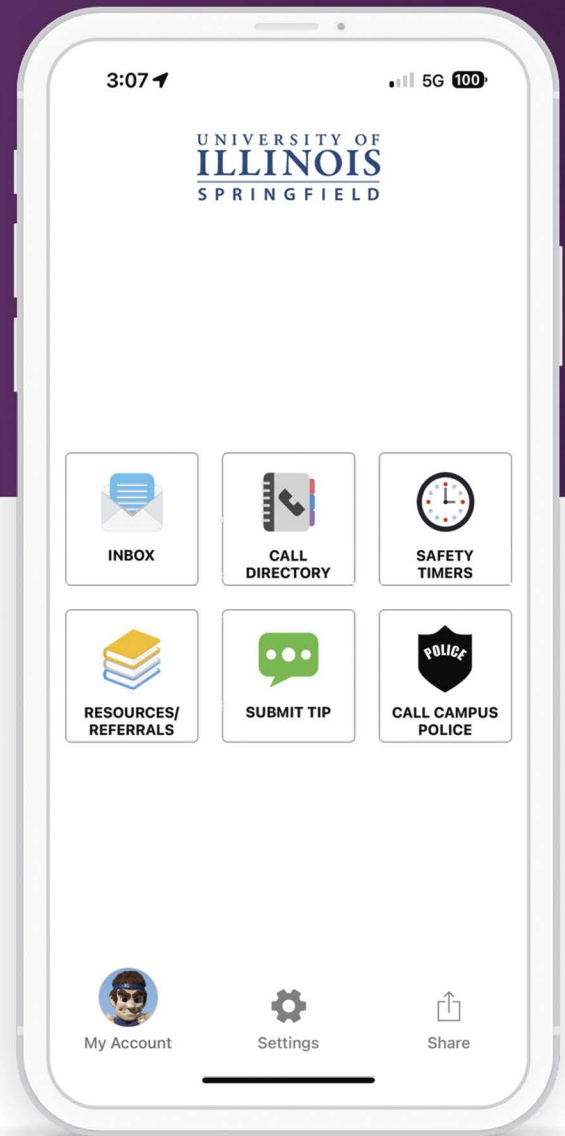 3:07
5G 100
UNIVERSITY OF
ILLINOIS
SPRINGFIELD
INBOX
CALL
DIRECTORY
SAFETY
TIMERS
RESOURCES/
REFERRALS
SUBMIT TIP
POLICE
CALL CAMPUS
POLICE
My Account
Settings
Share